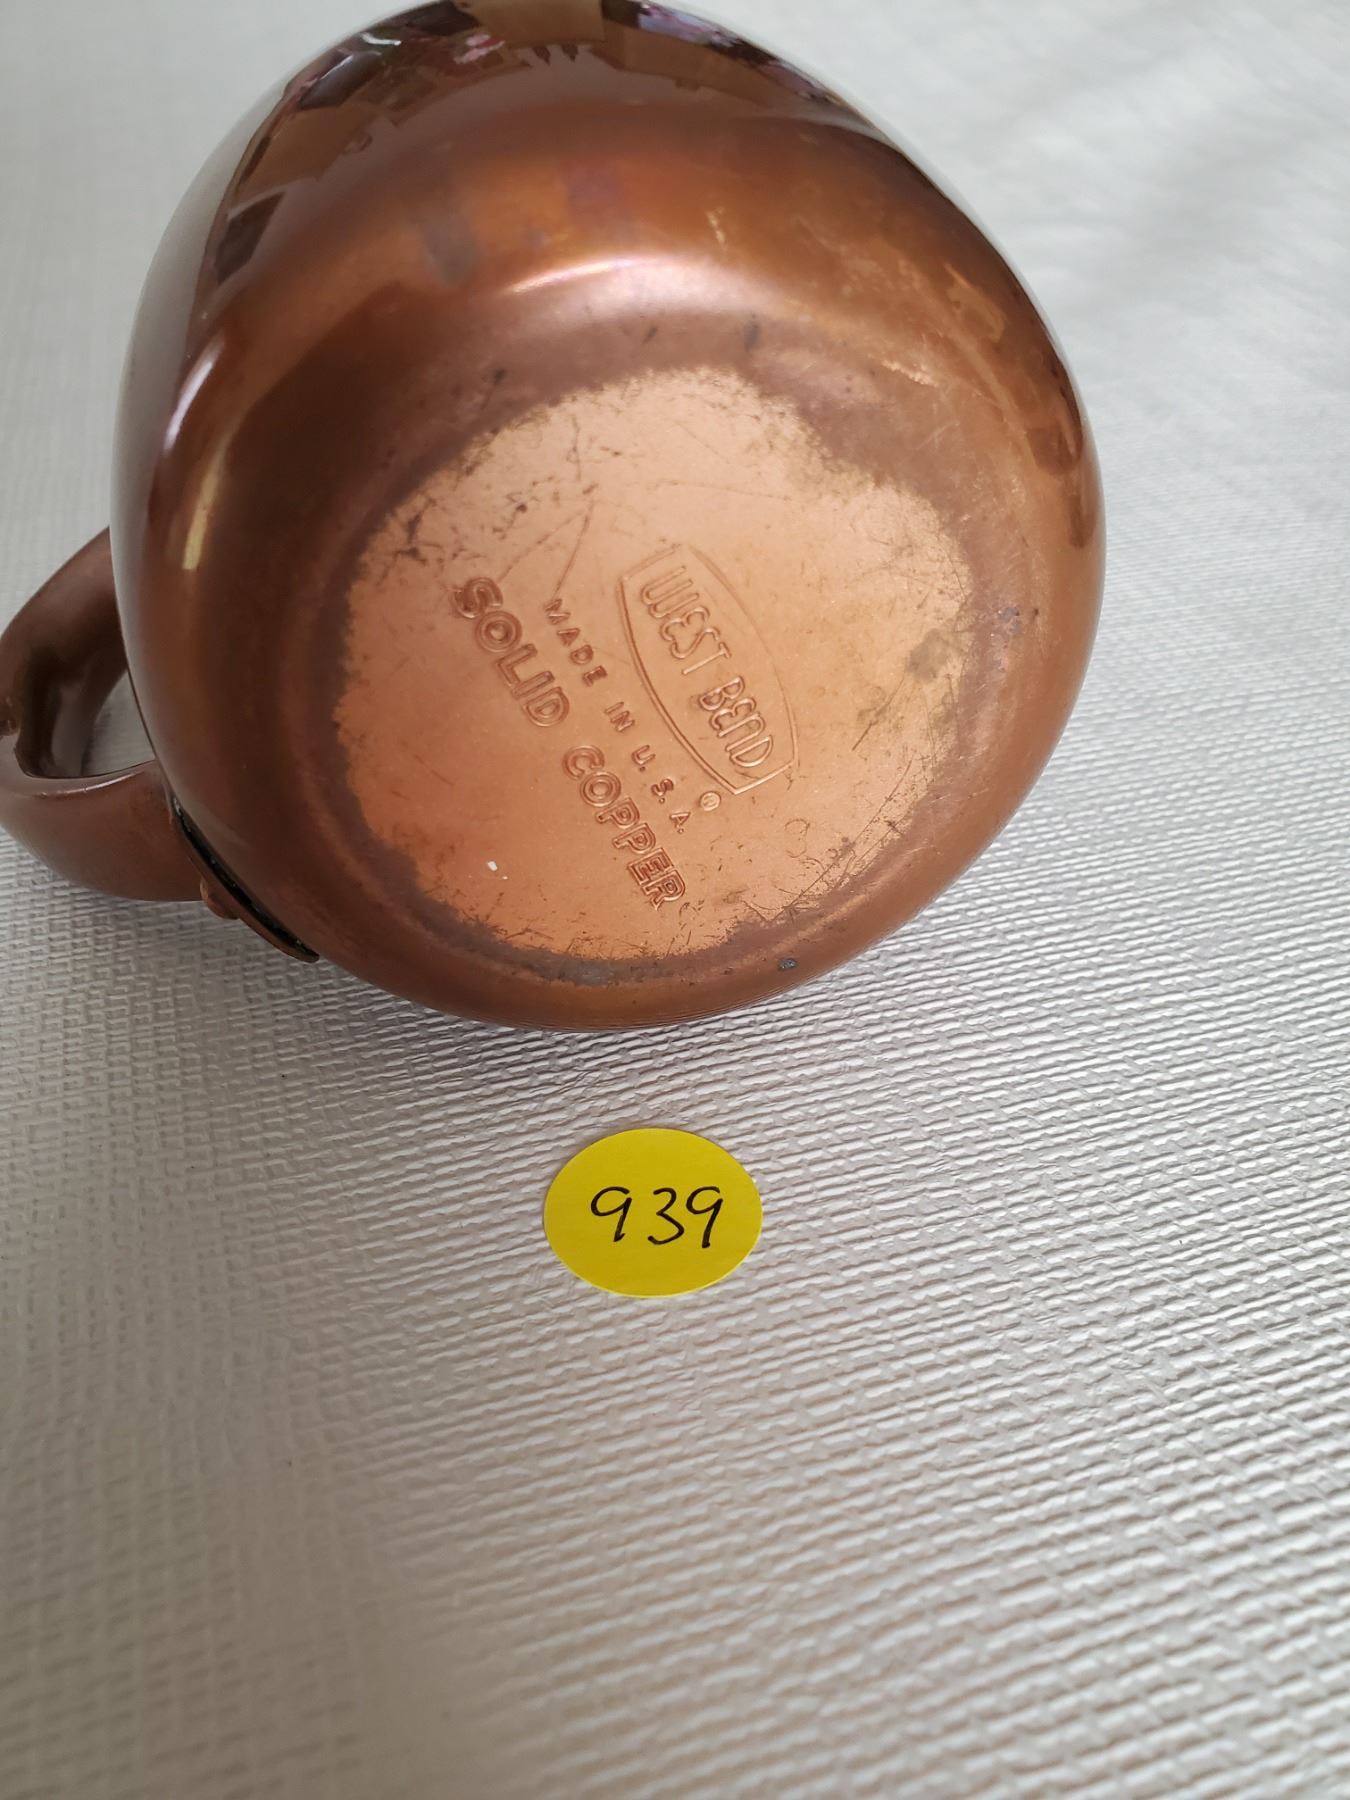 WEST BEND
®
MADE IN U.S.A.
SOLID COPPER
939